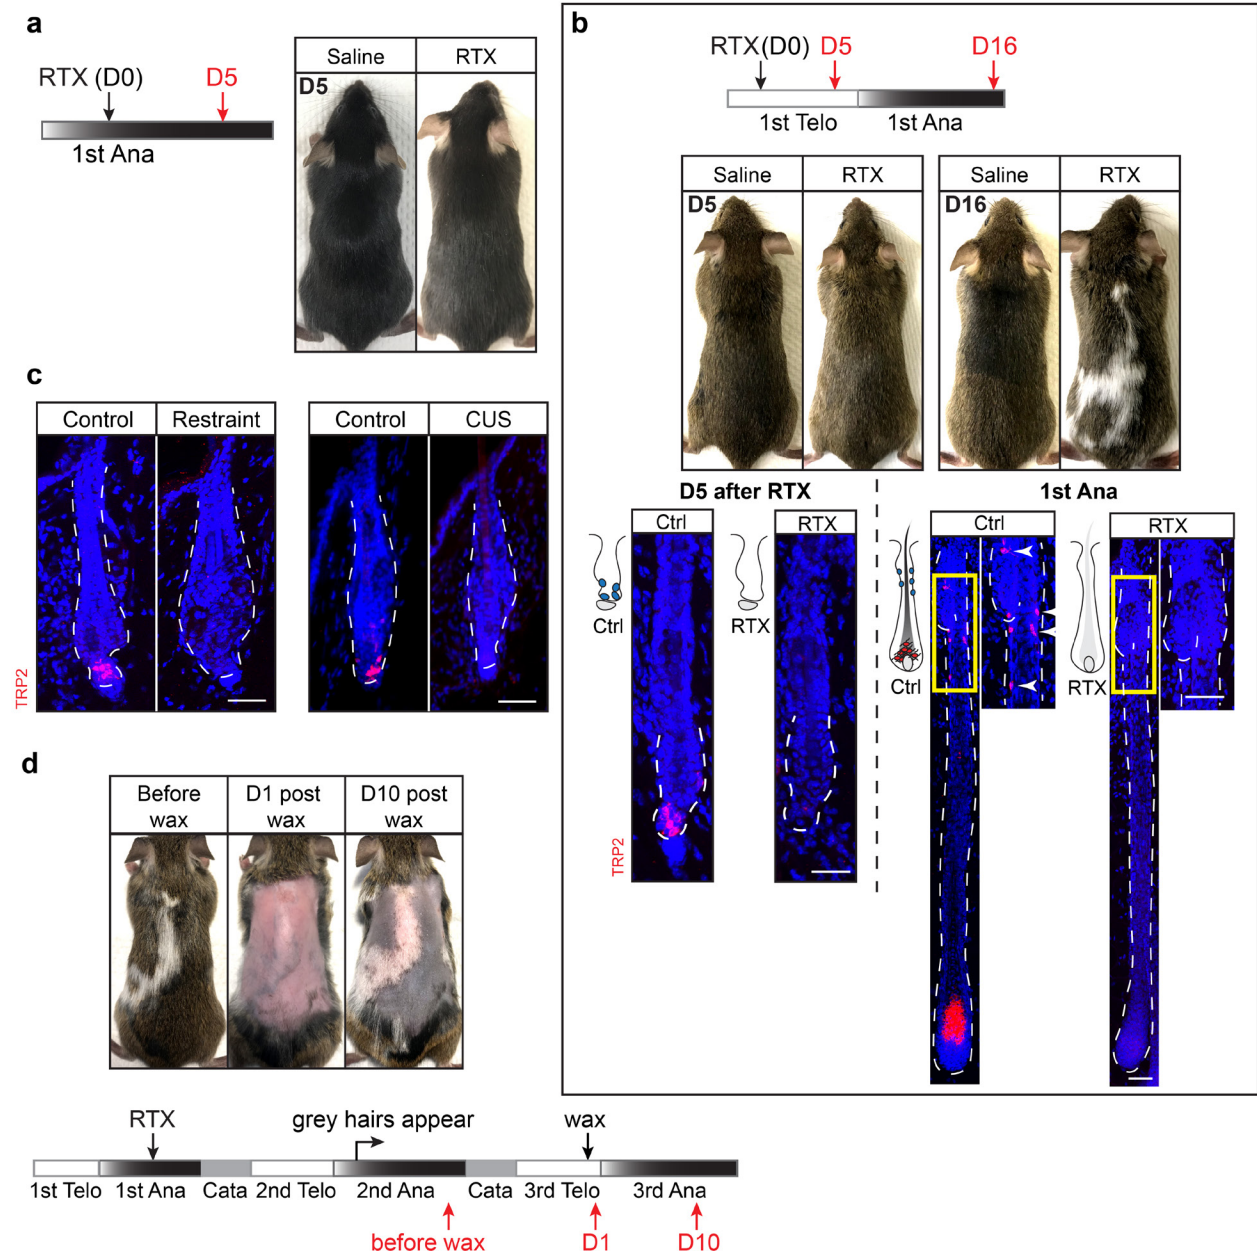 a
RTX (D0)
D5
1st Ana
Saline
RTX
D5
b
RTX(D0)
D5
D16
1st Telo
1st Ana
Saline
RTX
D5
Saline
RTX
D16
D5 after RTX
1st Ana
Ctrl
RTX
Ctrl
RTX
Ctrl
RTX
Ctrl
RTX
TRP2
c
Control
Restraint
Control
CUS
TRP2
d
Before
wax
D1 post
wax
D10 post
wax
RTX
grey hairs appear
wax
1st Telo
1st Ana
Cata
2nd Telo
2nd Ana
Cata
3rd Telo
3rd Ana
before wax
D1
D10